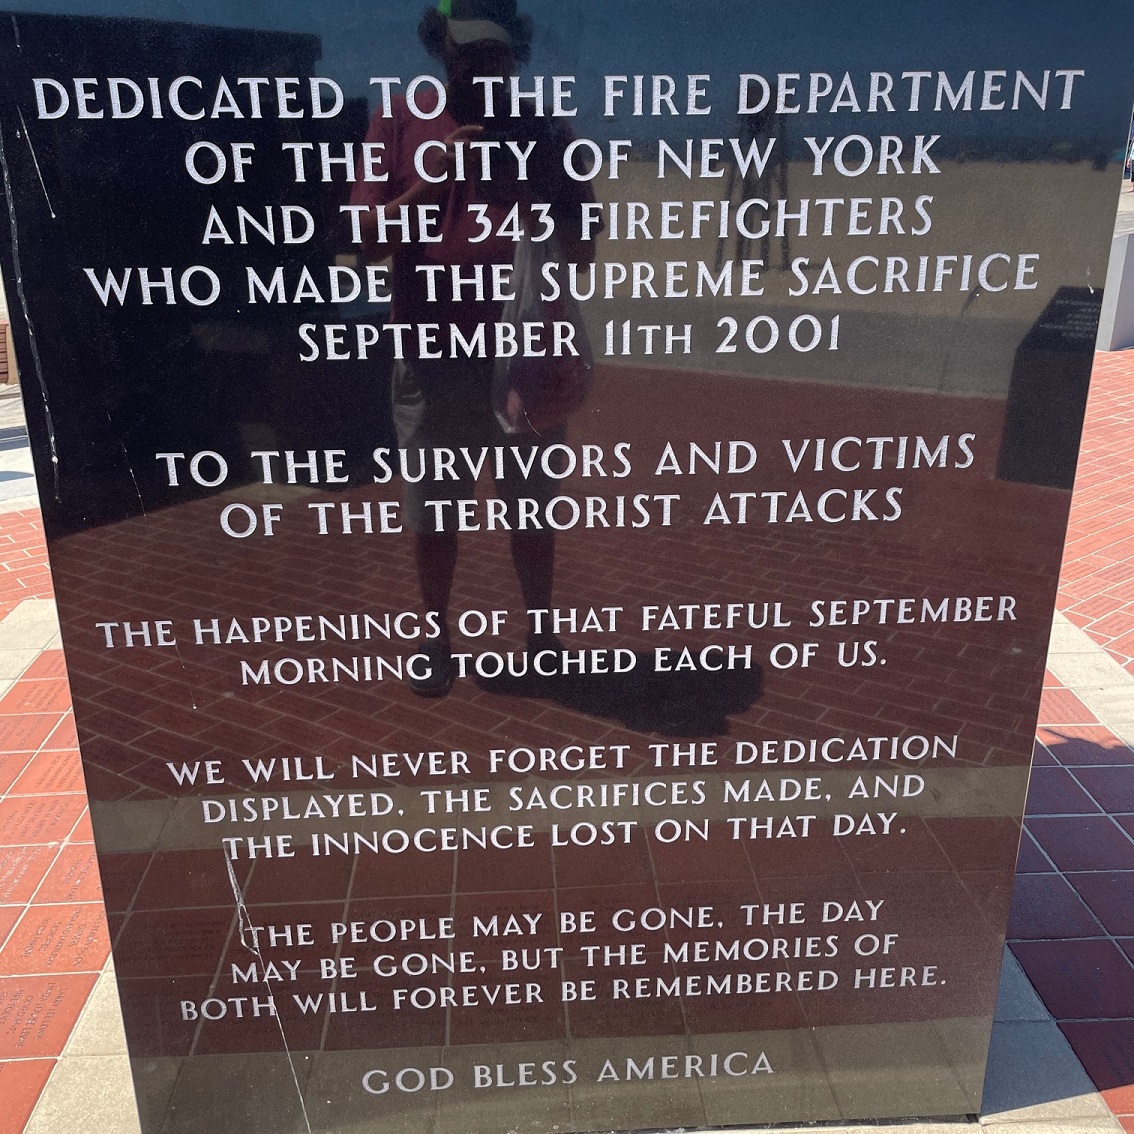 DEDICATED TO THE FIRE DEPARTMENT
OF THE CITY OF NEW YORK
AND THE 343 FIREFIGHTERS
WHO MADE THE SUPREME SACRIFICE
SEPTEMBER 11TH 2001
TO THE SURVIVORS AND VICTIMS
OF THE TERRORIST ATTACKS
THE HAPPENINGS OF THAT FATEFUL SEPTEMBER
MORNING TOUCHED EACH OF US.
WE WILL NEVER FORGET THE DEDICATION
DISPLAYED, THE SACRIFICES MADE, AND
THE INNOCENCE LOST ON THAT DAY.
THE PEOPLE MAY BE GONE, THE DAY
MAY BE GONE, BUT THE MEMORIES OF
BOTH WILL FOREVER BE REMEMBERED HERE.
GOD BLESS AMERICA